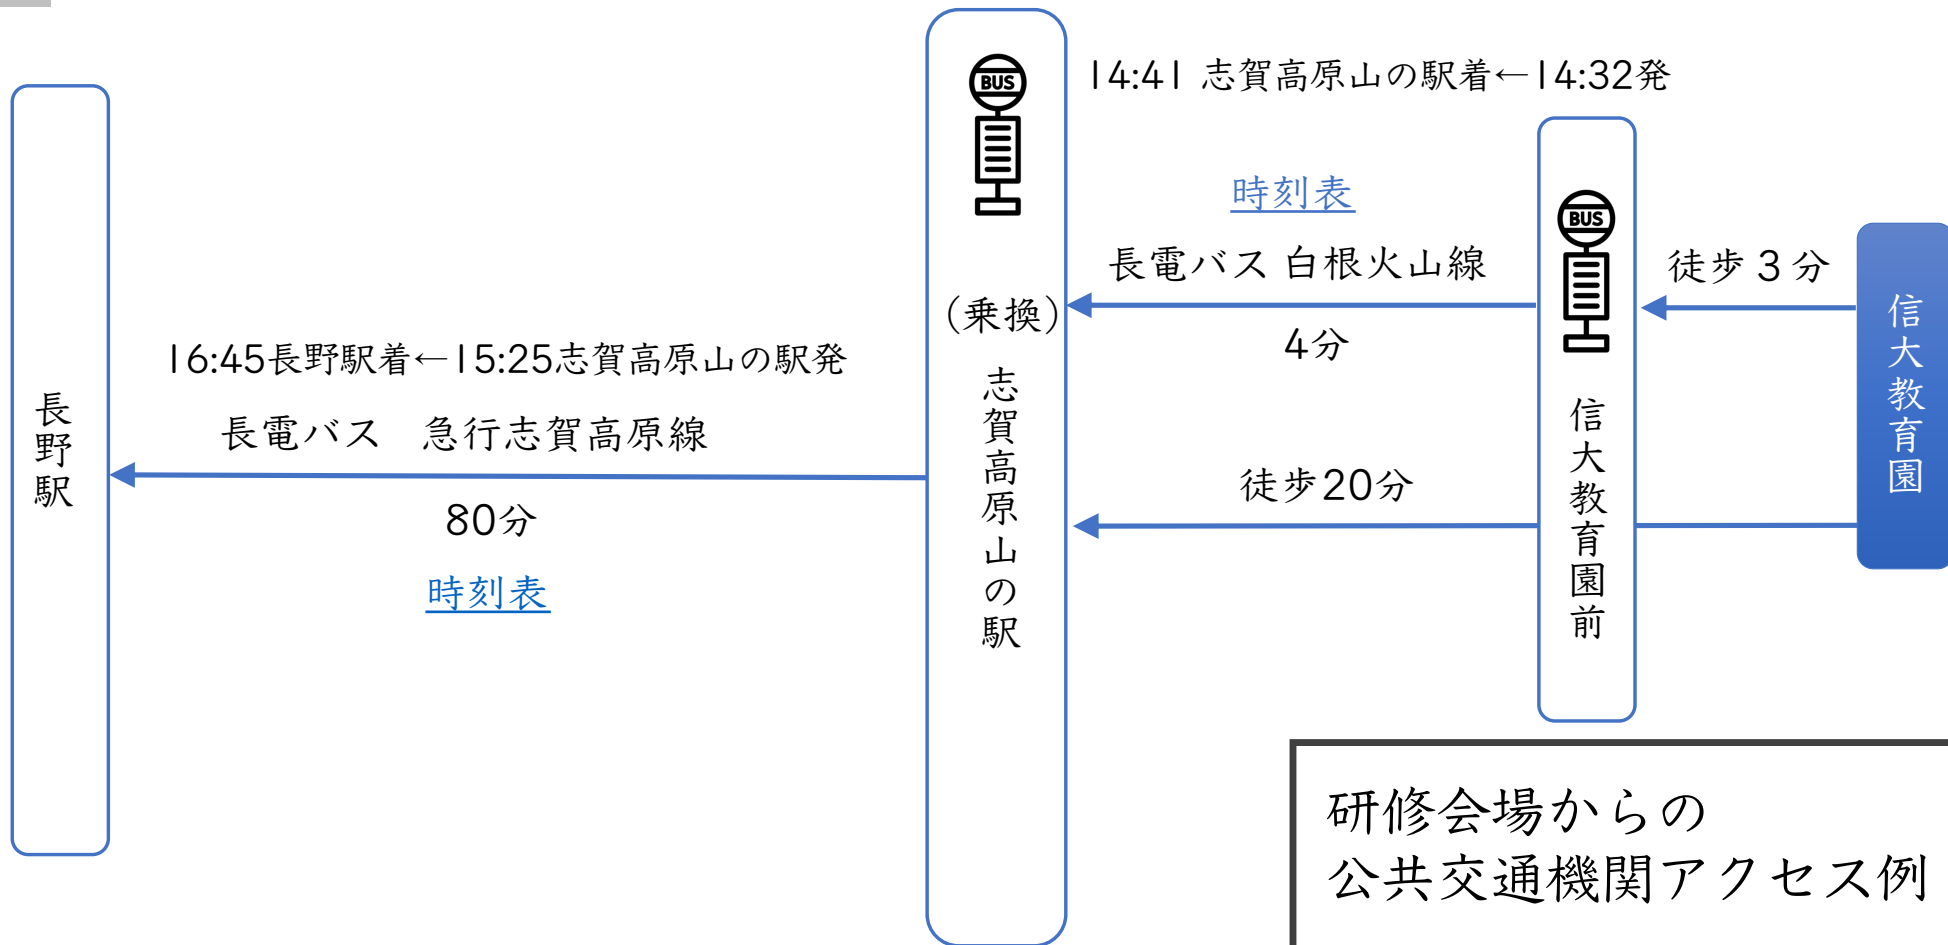 BUS
14:41 志賀高原山の駅着←14:32発
時刻表
長電バス 白根火山線
4分
BUS
徒歩３分
信大教育園
(乗換)
志賀高原山の駅
信大教育園前
16:45長野駅着←15:25志賀高原山の駅発
長電バス　急行志賀高原線
80分
時刻表
長野駅
徒歩20分
研修会場からの
公共交通機関アクセス例